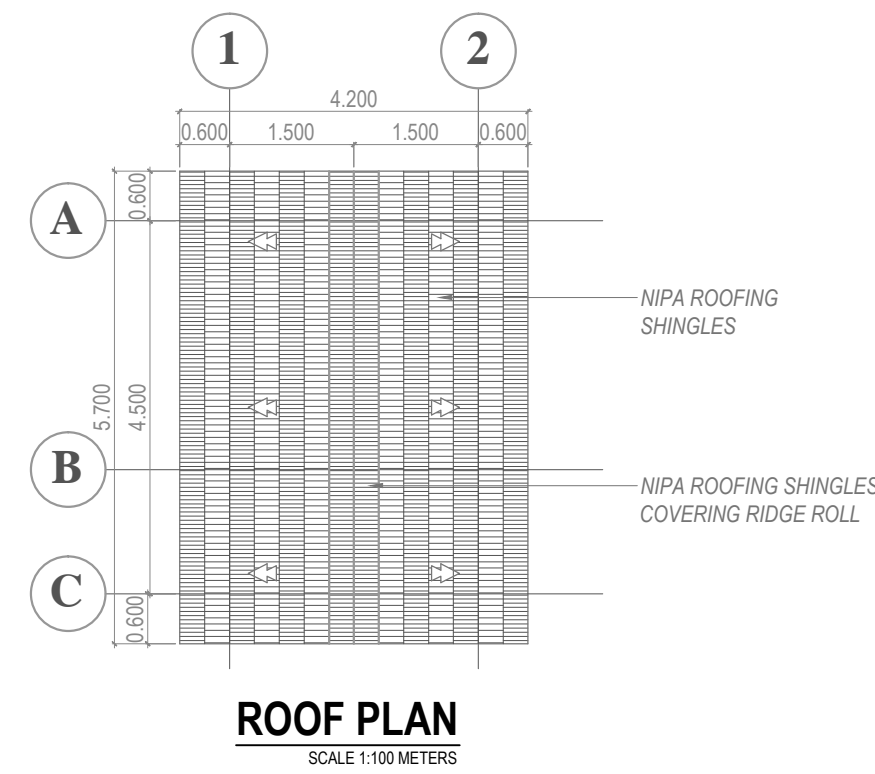 1
2
4.200
0.600
1.500
1.500
0.600
0.600
A
NIPA ROOFING
SHINGLES
5.700
4.500
B
NIPA ROOFING SHINGLES
COVERING RIDGE ROLL
C
0.600
ROOF PLAN
SCALE 1:100 METERS